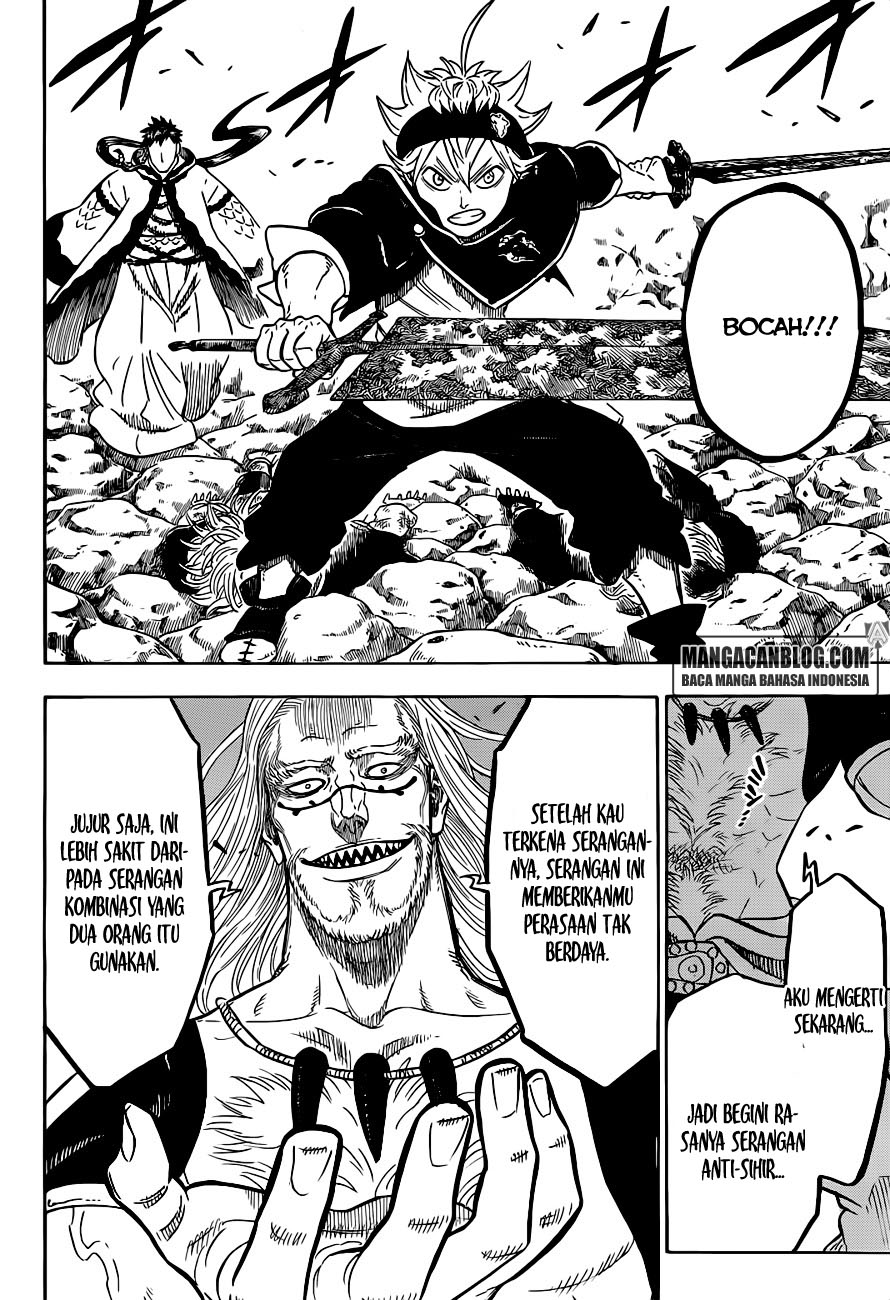 BOCAH!!!
MANGACANBLOG.COM
BACA MANGA BAHASA INDONESIA
AKU MENGERTI
SEKARANG...
JADI BEGINI RA-
SANYA SERANGAN
ANTI-SIHIR...
SETELAH KAU
TERKENA SERANGAN-
NYA, SERANGAN INI
MEMBERIKANMU
PERASAAN TAK
BERDAYA.
JUJUR SAJA, INI
LEBIH SAKIT DARI-
PADA SERANGAN
KOMBINASI YANG
DUA ORANG ITU
GUNAKAN.